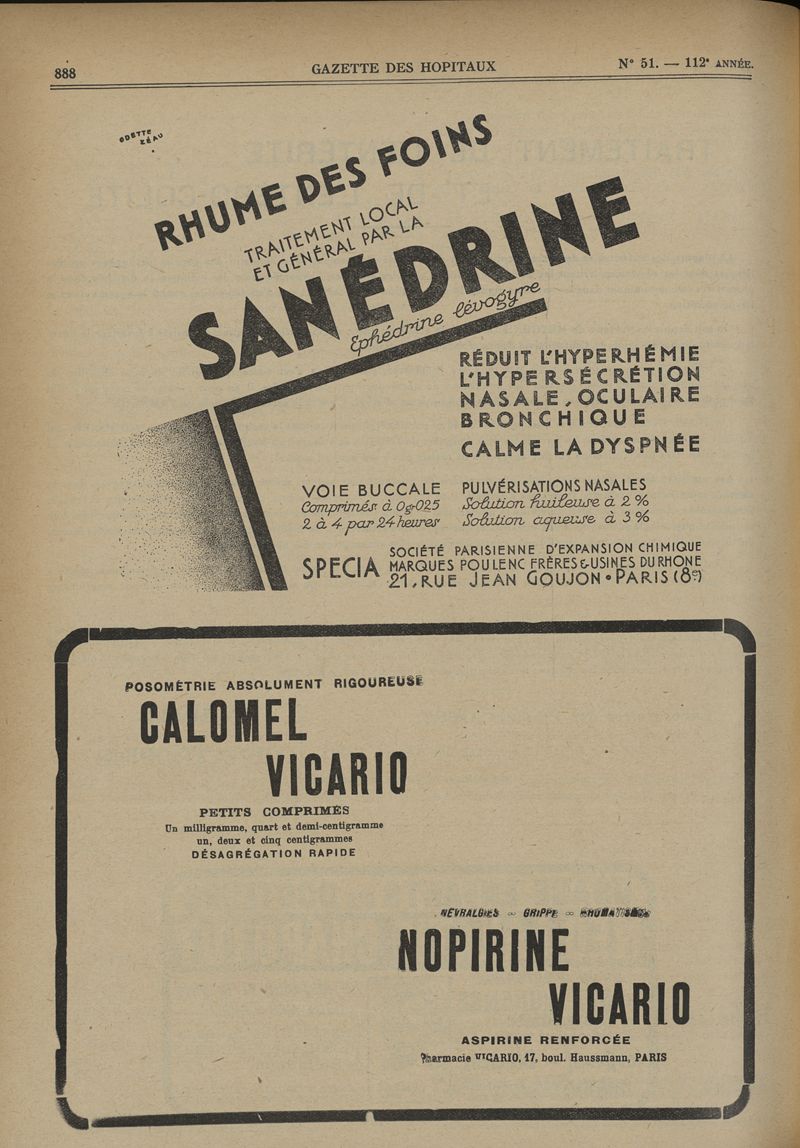 888
GAZETTE DES HOPITAUX
N° 51. — 112e ANNÉE.
ODETTE
ZÉAU
RHUME DES FOINS
TRAITEMENT LOCAL
ET GÉNÉRAL PAR LA
SANÉDRINE
Ephédrine lévogyre
RÉDUIT L'HYPERHÉMIE
L'HYPERSÉCRÉTION
NASALE, OCULAIRE
BRONCHIQUE
CALME LA DYSPNÉE
VOIE BUCCALE
Comprimés à 0gr025
2 à 4 par 24 heures
PULVÉRISATIONS NASALES
Solution huileuse à 2 %
Solution aqueuse à 3 %
SPECIA
SOCIÉTÉ PARISIENNE D'EXPANSION CHIMIQUE
MARQUES POULENC FRÈRES & USINES DU RHONE
21, RUE JEAN GOUJON • PARIS (8e)
POSOMÉTRIE ABSOLUMENT RIGOUREUSE
CALOMEL
VICARIO
PETITS COMPRIMÉS
Un milligramme, quart et demi-centigramme
un, deux et cinq centigrammes
DÉSAGRÉGATION RAPIDE
NÉVRALGIES ∞ GRIPPE ∞
NOPIRINE
VICARIO
ASPIRINE RENFORCÉE
Pharmacie VICARIO, 17, boul. Haussmann, PARIS